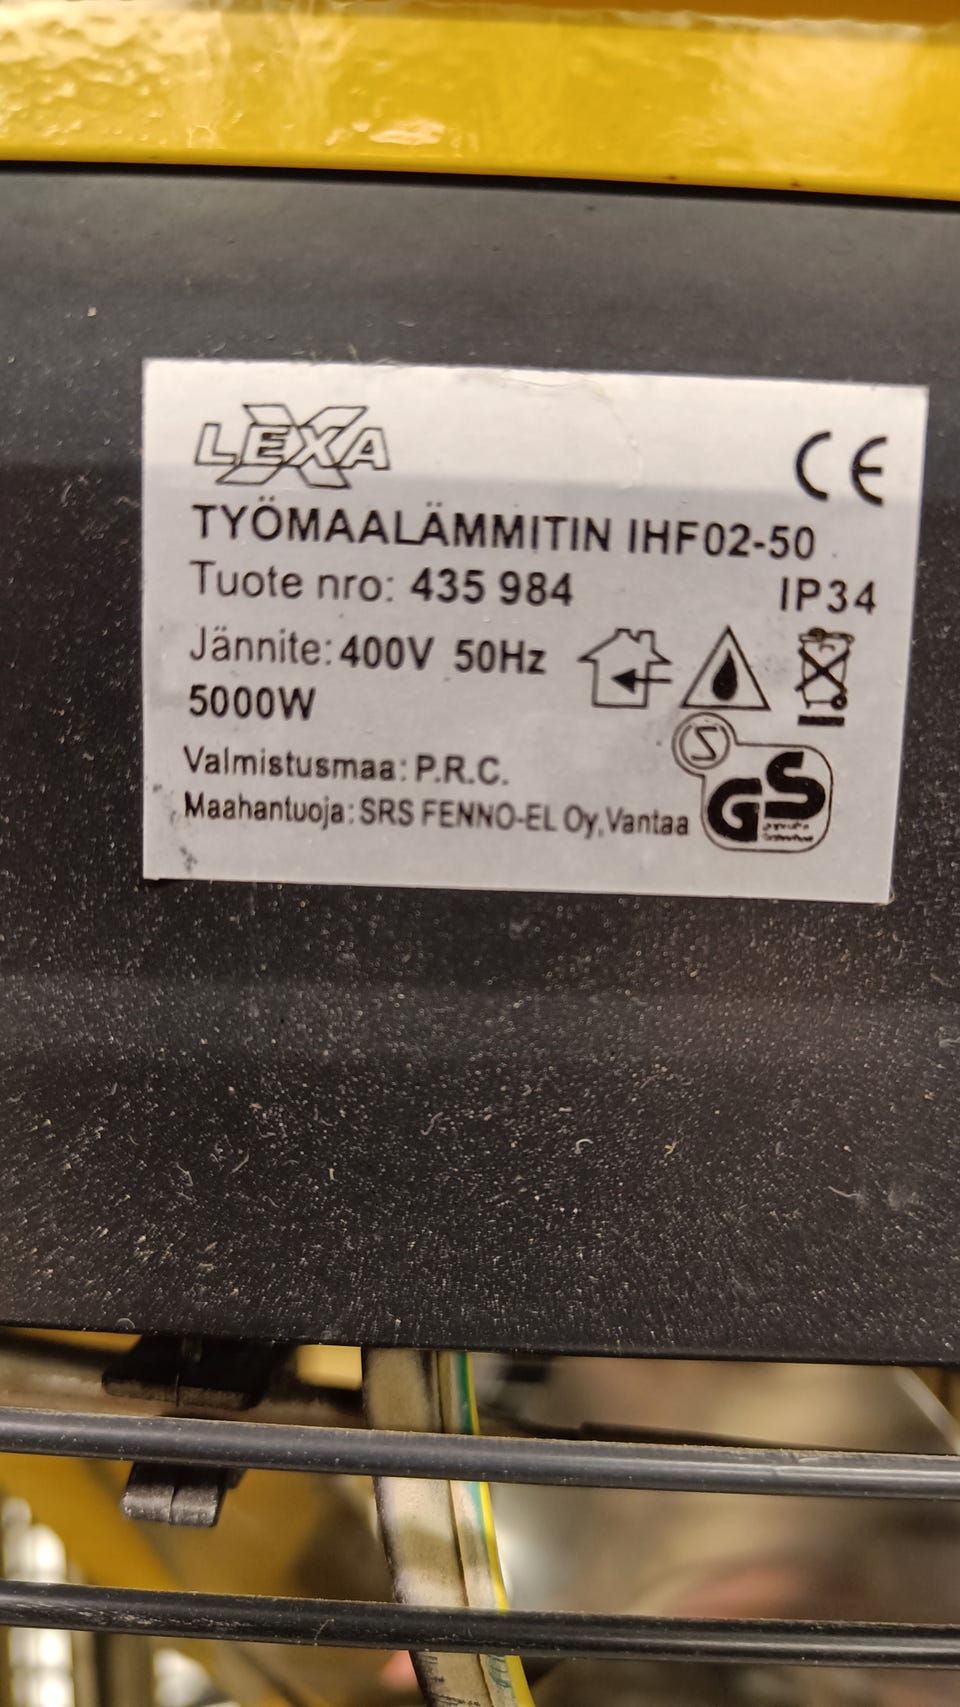 LEXA
CE
TYÖMAALÄMMITIN IHF02-50
Tuote nro: 435 984
IP34
Jännite: 400V 50Hz
5000W
Valmistusmaa: P.R.C.
Maahantuoja: SRS FENNO-EL Oy, Vantaa
S
GS